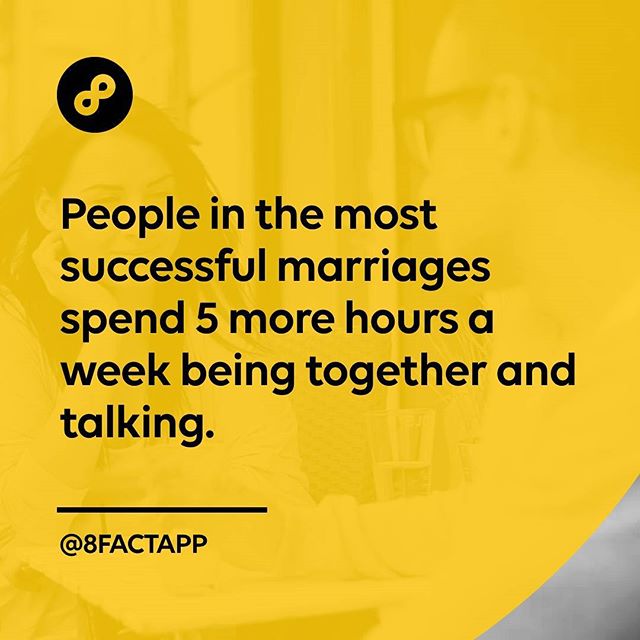 People in the most
successful marriages
spend 5 more hours a
week being together and
talking.
@8FACTAPP